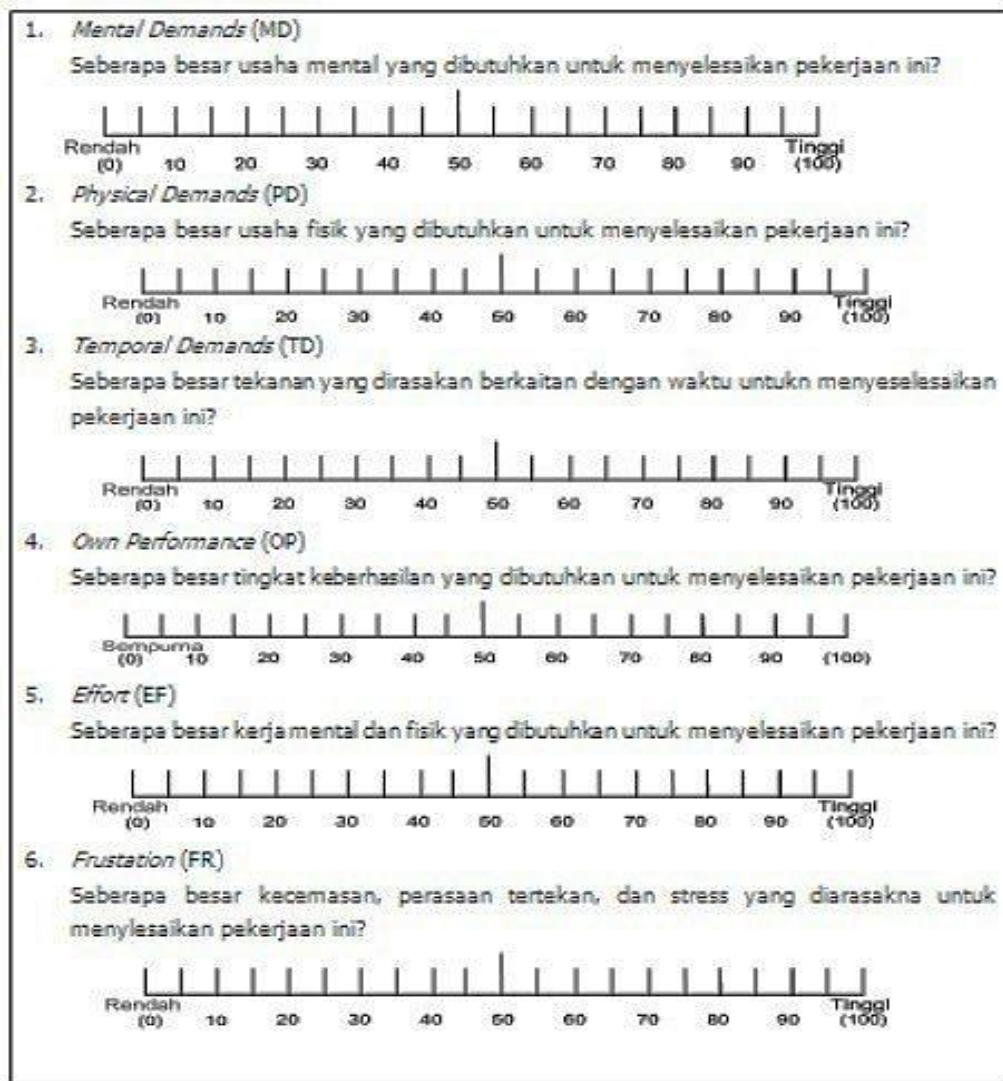 1. Mental Demands (MD)
Seberapa besar usaha mental yang dibutuhkan untuk menyelesaikan pekerjaan ini?
Rendah Tinggi
(0) 10 20 30 40 50 60 70 80 90 (100)
2. Physical Demands (PD)
Seberapa besar usaha fisik yang dibutuhkan untuk menyelesaikan pekerjaan ini?
Rendah Tinggi
(0) 10 20 30 40 50 60 70 80 90 (100)
3. Temporal Demands (TD)
Seberapa besar tekanan yang dirasakan berkaitan dengan waktu untukn menyeselesaikan
pekerjaan ini?
Rendah Tinggi
(0) 10 20 30 40 50 60 70 80 90 (100)
4. Own Performance (OP)
Seberapa besar tingkat keberhasilan yang dibutuhkan untuk menyelesaikan pekerjaan ini?
Sempurna
(0) 10 20 30 40 50 60 70 80 90 (100)
5. Effort (EF)
Seberapa besar kerja mental dan fisik yang dibutuhkan untuk menyelesaikan pekerjaan ini?
Rendah Tinggi
(0) 10 20 30 40 50 60 70 80 90 (100)
6. Frustation (FR)
Seberapa besar kecemasan, perasaan tertekan, dan stress yang diarasakna untuk
menylesaikan pekerjaan ini?
Rendah Tinggi
(0) 10 20 30 40 50 60 70 80 90 (100)